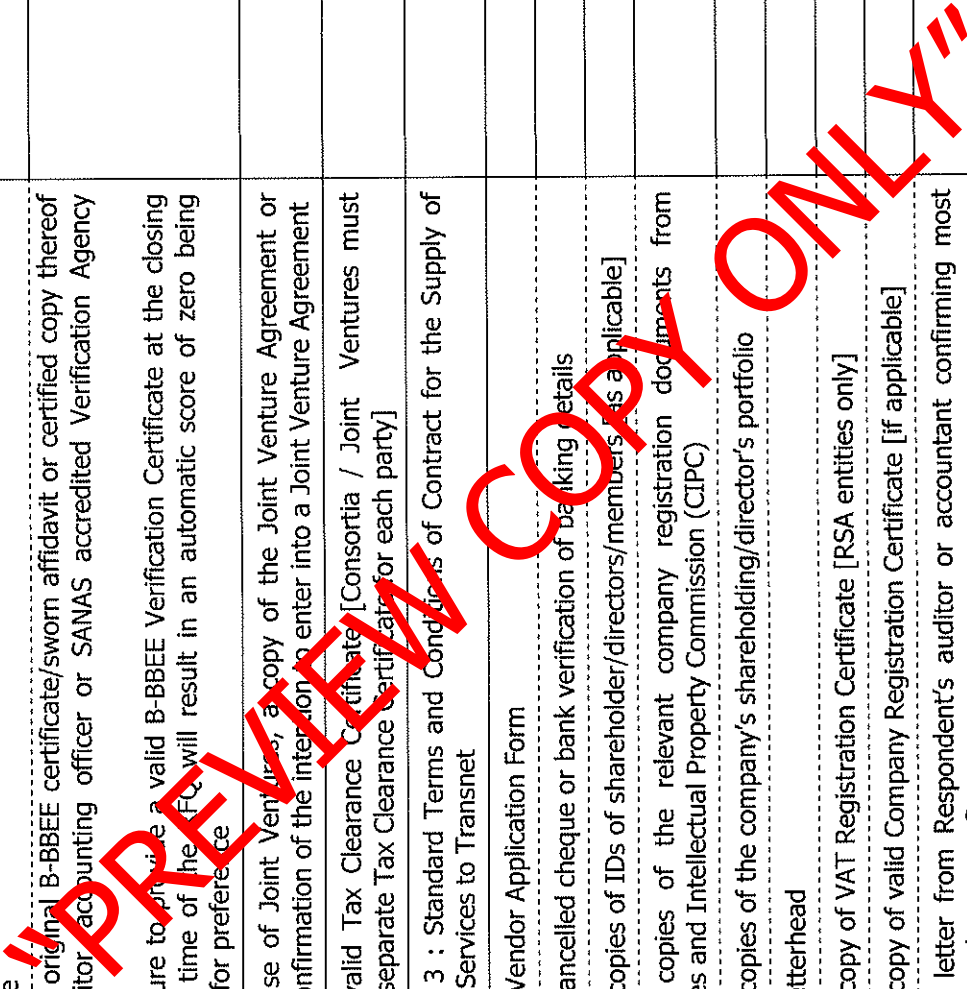 e
original B-BBEE certificate/sworn affidavit or certified copy thereof
itor accounting officer or SANAS accredited Verification Agency
ure to provide a valid B-BBEE Verification Certificate at the closing
time of the RFQ will result in an automatic score of zero being
for preference
se of Joint Ventures, a copy of the Joint Venture Agreement or
nfirmation of the intention to enter into a Joint Venture Agreement
valid Tax Clearance Certificate [Consortia / Joint Ventures must
separate Tax Clearance Certificate for each party]
3 : Standard Terms and Conditions of Contract for the Supply of
Services to Transnet
Vendor Application Form
ancelled cheque or bank verification of banking details
copies of IDs of shareholder/directors/members [as applicable]
copies of the relevant company registration documents from
es and Intellectual Property Commission (CIPC)
copies of the company's shareholding/director's portfolio
tterhead
copy of VAT Registration Certificate [RSA entities only]
copy of valid Company Registration Certificate [if applicable]
letter from Respondent's auditor or accountant confirming most
"PREVIEW COPY ONLY"